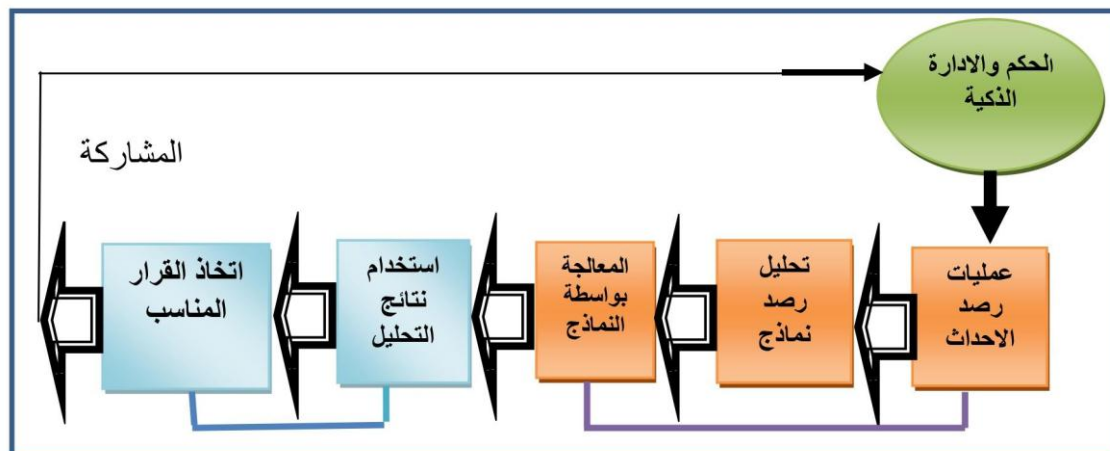 الحكم والادارة
الذكية
المشاركة
عمليات
رصد
الاحداث
تحليل
رصد
نماذج
المعالجة
بواسطة
النماذج
استخدام
نتائج
التحليل
اتخاذ القرار
المناسب